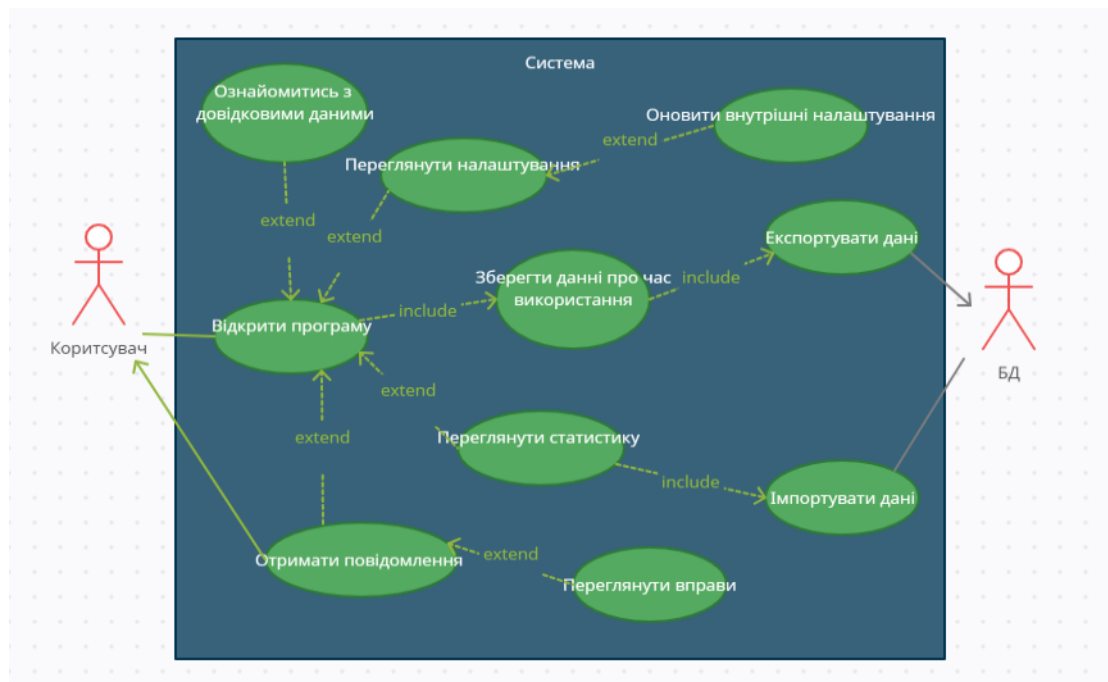 Система
Ознайомитись з
довідковими даними
Оновити внутрішні налаштування
extend
Переглянути налаштування
extend
extend
Експортувати дані
Зберегти данні про час
використання
include
include
Відкрити програму
Коритсувач
БД
extend
extend
Переглянути статистику
include
Імпортувати дані
Отримати повідомлення
extend
Переглянути вправи